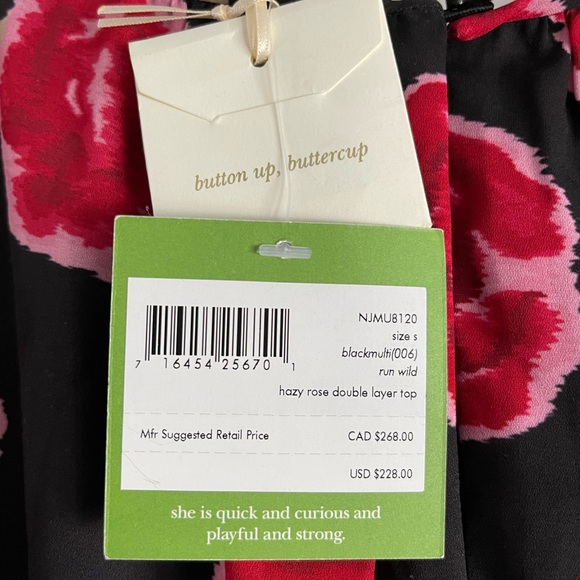 button up, buttercup
NJMU8120
size s
blackmulti(006)
run wild
7 16454 25670 1
hazy rose double layer top
Mfr Suggested Retail Price CAD $268.00
USD $228.00
she is quick and curious and
playful and strong.